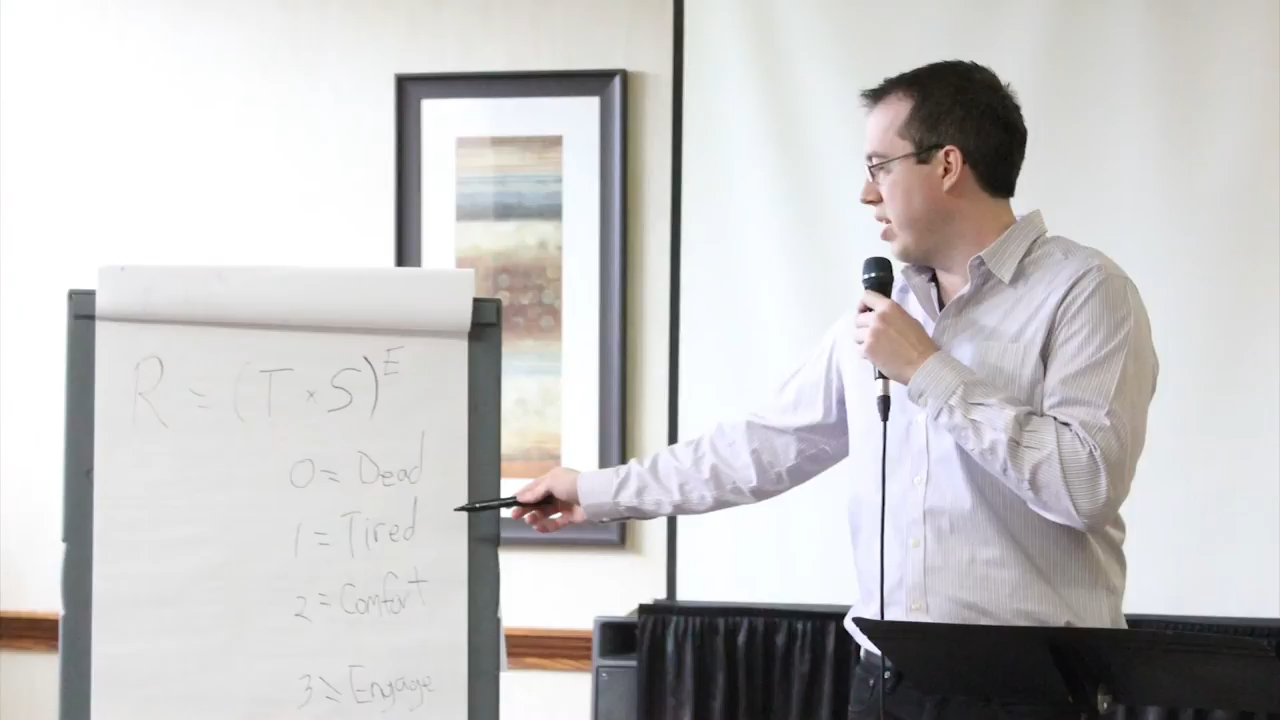 R = (T × S)^E
0 = Dead
1 = Tired
2 = Comfort
3 ≥ Engage